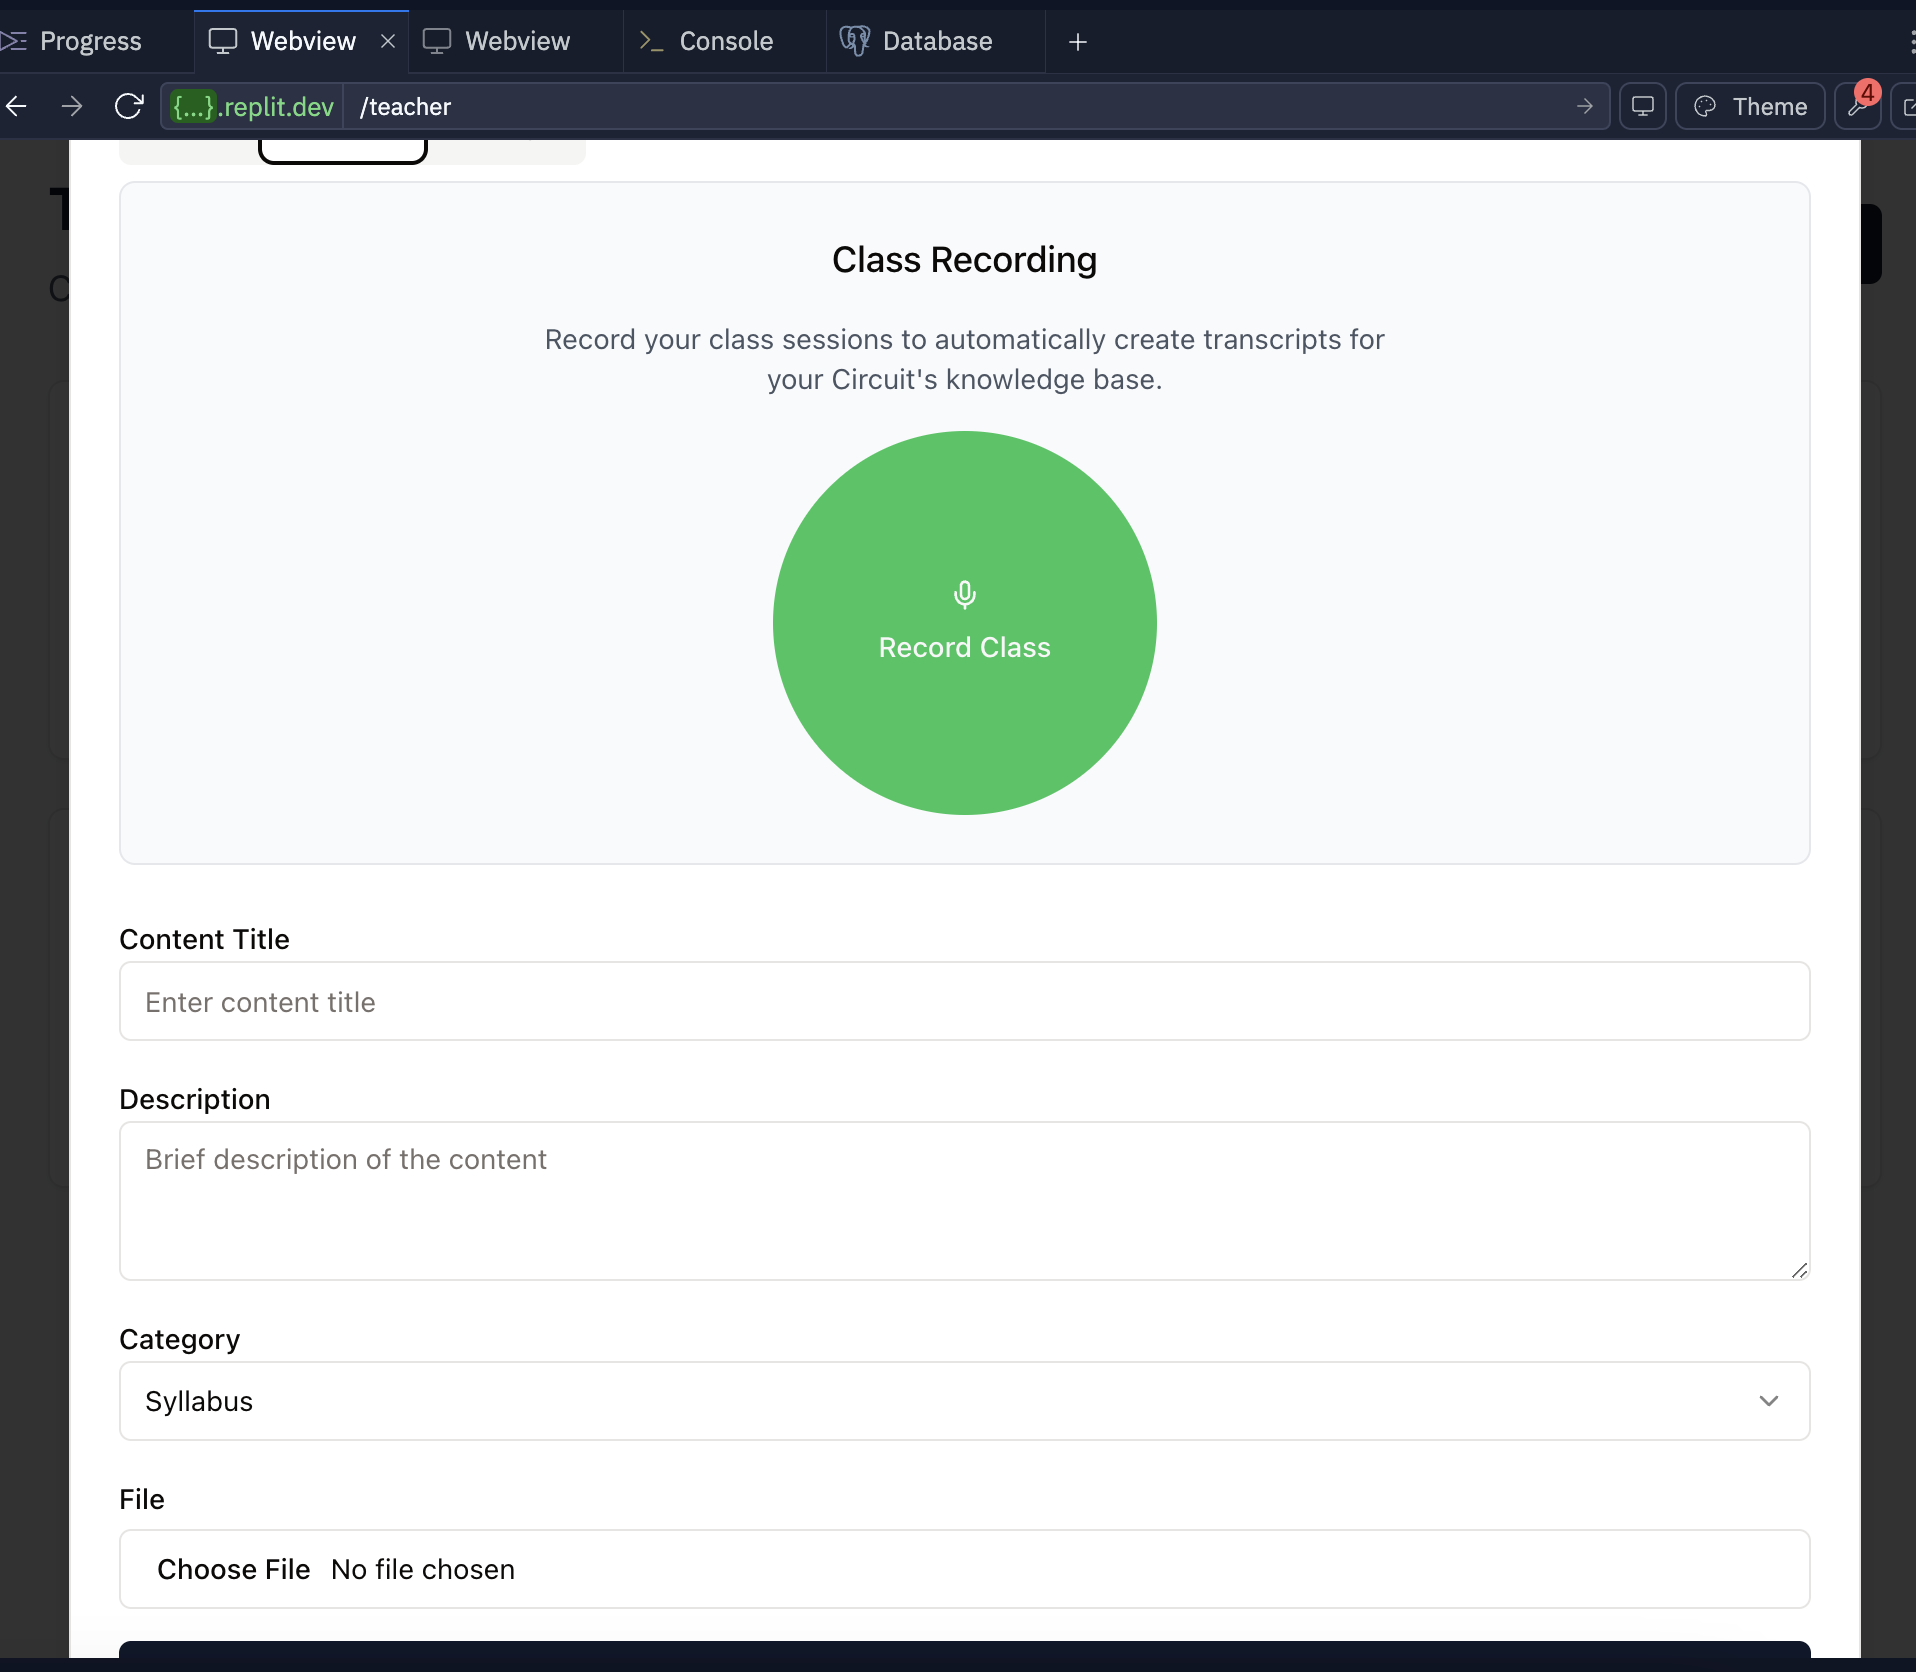 Progress
Webview
Webview
Console
Database
{...}.replit.dev
/teacher
Theme
4
Class Recording
Record your class sessions to automatically create transcripts for
your Circuit's knowledge base.
Record Class
Content Title
Enter content title
Description
Brief description of the content
Category
Syllabus
File
Choose File No file chosen